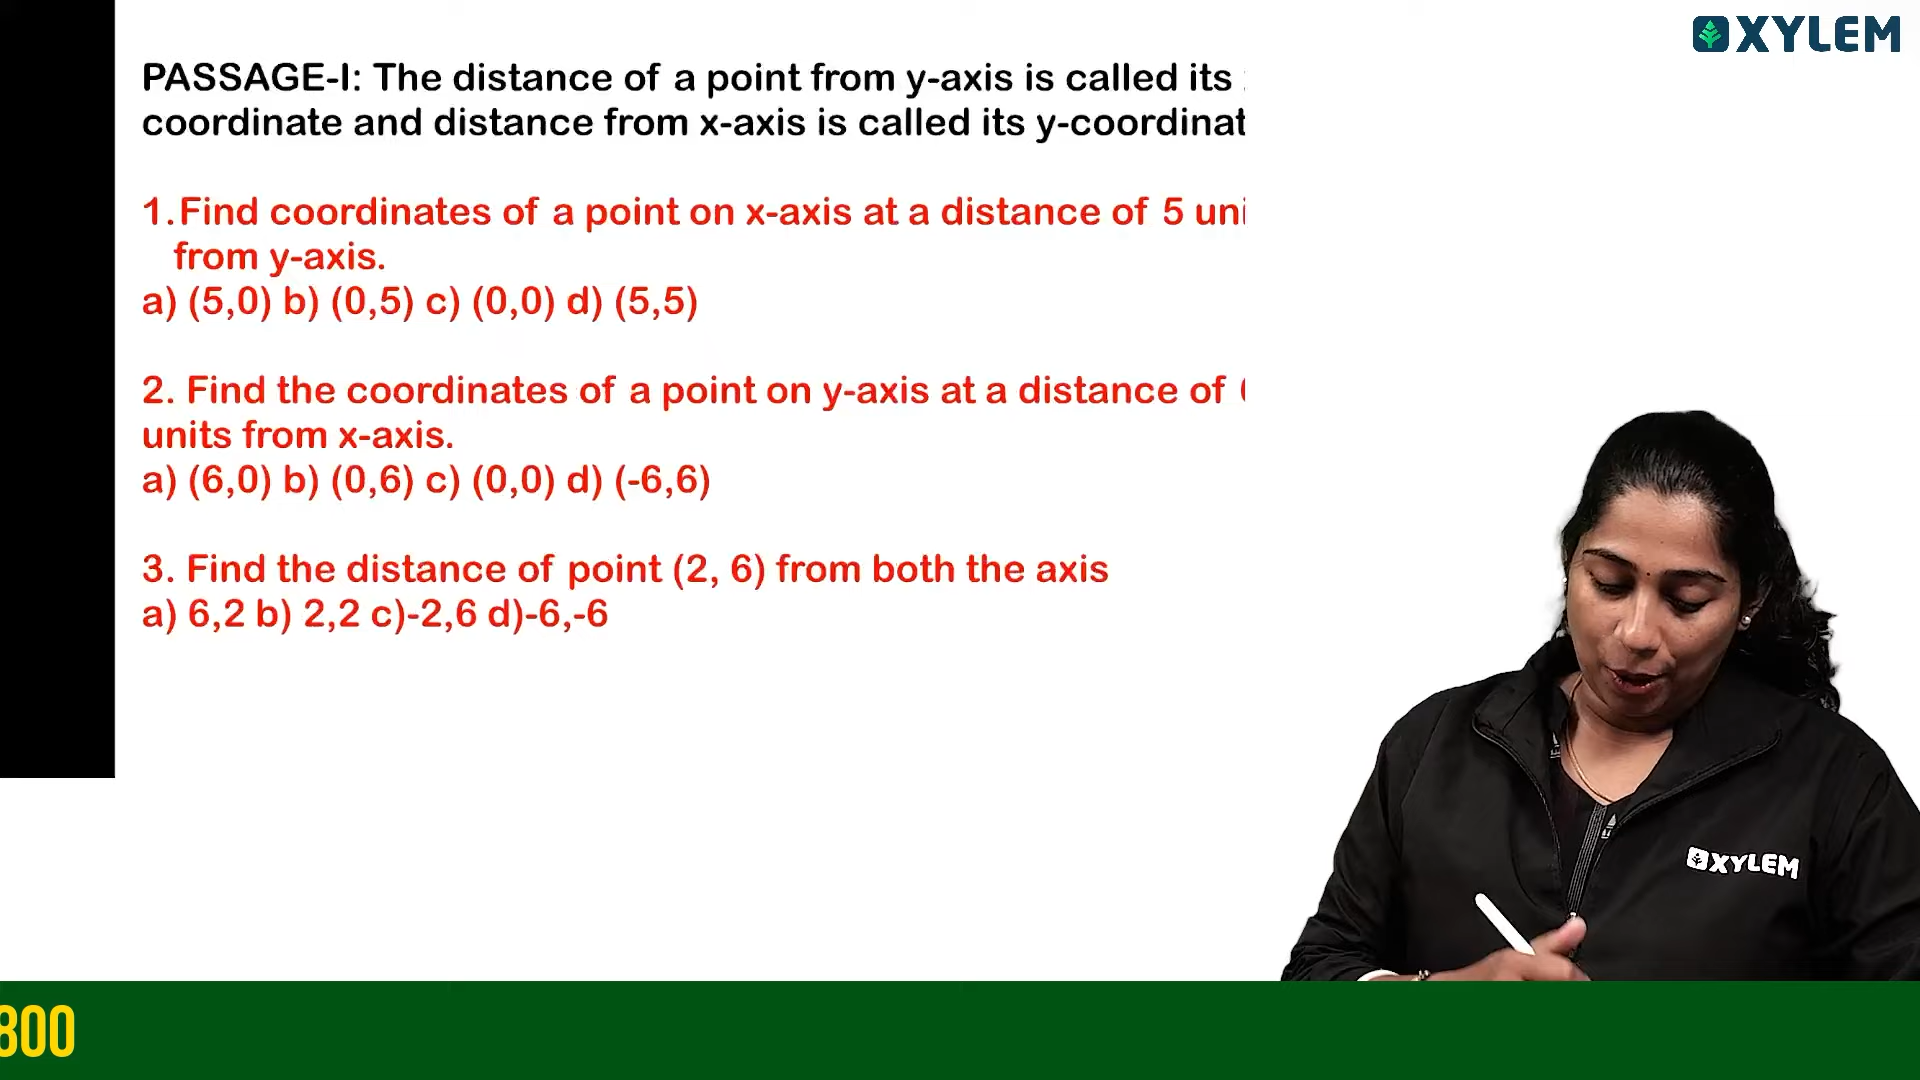 XYLEM
PASSAGE-I: The distance of a point from y-axis is called its
coordinate and distance from x-axis is called its y-coordinat
1.Find coordinates of a point on x-axis at a distance of 5 uni
from y-axis.
a) (5,0) b) (0,5) c) (0,0) d) (5,5)
2. Find the coordinates of a point on y-axis at a distance of
units from x-axis.
a) (6,0) b) (0,6) c) (0,0) d) (-6,6)
3. Find the distance of point (2, 6) from both the axis
a) 6,2 b) 2,2 c)-2,6 d)-6,-6
XYLEM
800